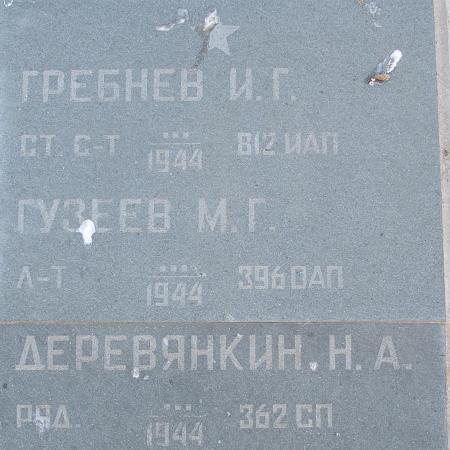 ГРЕБНЕВ И.Г.
СТ. С-Т ... 1944 812 ИАП
ГУЗЕЕВ М.Г.
Л-Т ... 1944 396 ОАП
ДЕРЕВЯНКИН. Н.А.
РЯД. ... 1944 362 СП